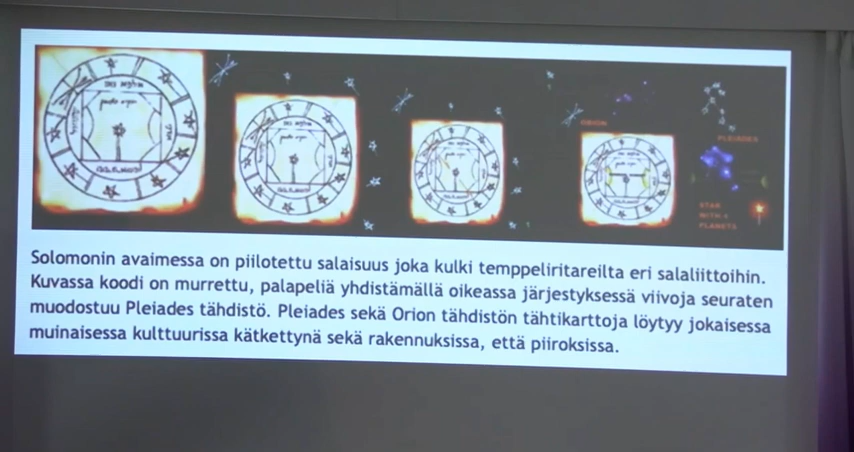 ORION
PLEIADES
STAR
WITH
PLANETS
Solomonin avaimessa on piilotettu salaisuus joka kulki temppeliritareilta eri salaliittoihin.
Kuvassa koodi on murrettu, palapeliä yhdistämällä oikeassa järjestyksessä viivoja seuraten
muodostuu Pleiades tähdistö. Pleiades sekä Orion tähdistön tähtikarttoja löytyy jokaisessa
muinaisessa kulttuurissa kätkettynä sekä rakennuksissa, että piiroksissa.